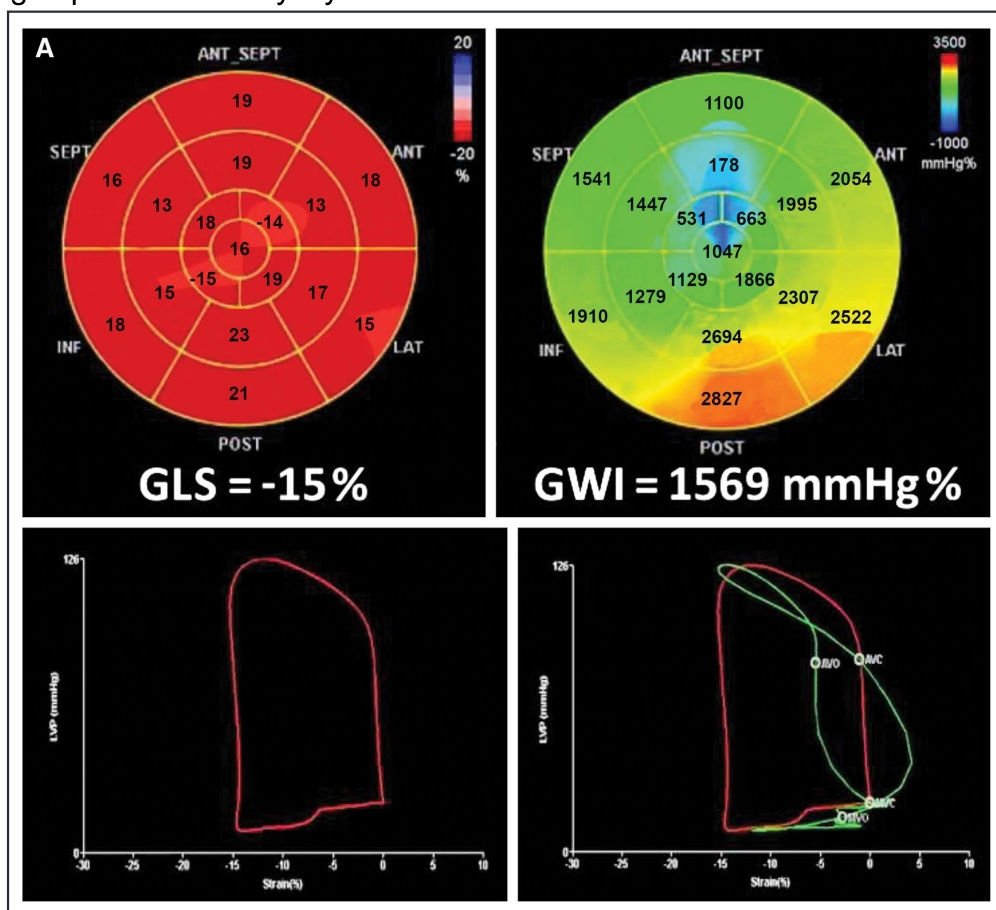 A
ANT_SEPT
20
-20
%
SEPT
ANT
INF
LAT
POST
19
19
16
18
13
13
18
-14
16
-15
19
15
17
18
15
23
21
GLS = -15%
ANT_SEPT
3500
-1000
mmHg%
SEPT
ANT
INF
LAT
POST
1100
178
1541
2054
1447
1995
531
663
1047
1129
1866
1279
2307
1910
2522
2694
2827
GWI = 1569 mmHg%
126
LVP (mmHg)
0
-30 -25 -20 -15 -10 -5 0 5 10
Strain(%)
126
LVP (mmHg)
0
AVO
AVC
MVC
MVO
-30 -25 -20 -15 -10 -5 0 5 10
Strain(%)